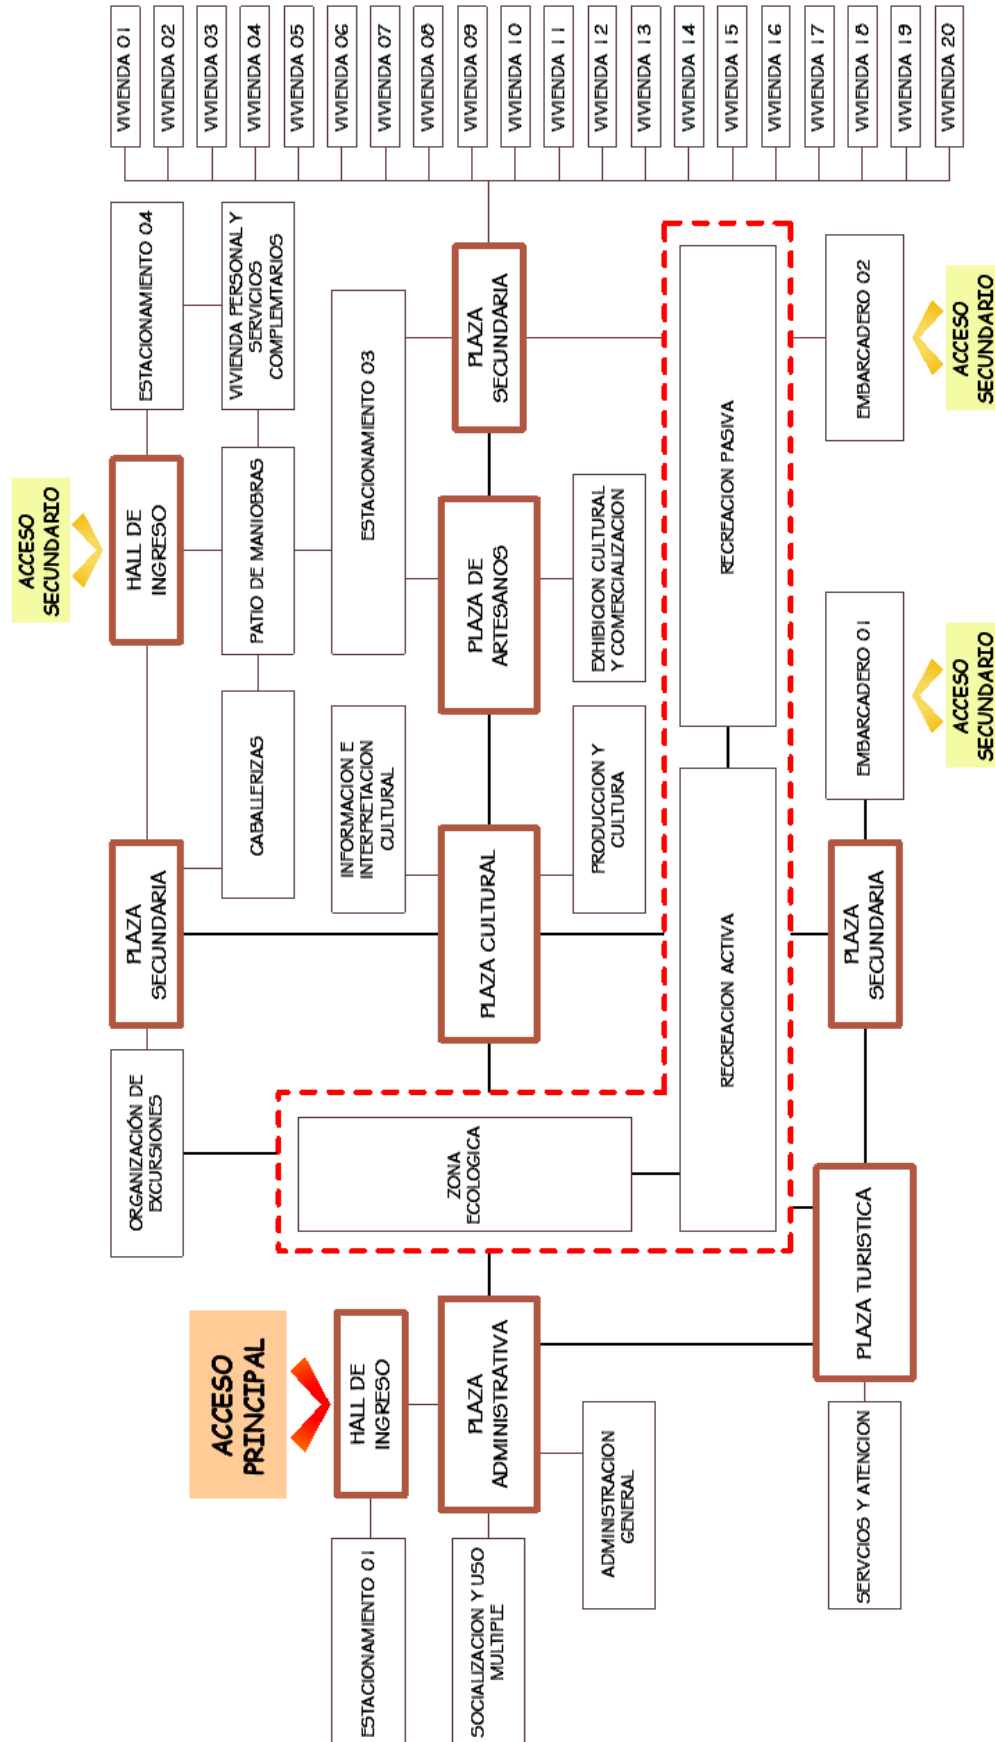 ACCESO
SECUNDARIO
ORGANIZACIÓN DE
EXCURSIONES
PLAZA
SECUNDARIA
HALL DE
INGRESO
ESTACIONAMIENTO 04
ACCESO
PRINCIPAL
CABALLERIZAS
PATIO DE MANIOBRAS
VIVIENDA PERSONAL Y
SERVICIOS
COMPLEMTARIOS
ESTACIONAMIENTO 01
HALL DE
INGRESO
INFORMACION E
INTERPRETACION
CULTURAL
ESTACIONAMIENTO 03
SOCIALIZACION Y USO
MULTIPLE
PLAZA
ADMINISTRATIVA
ZONA
ECOLOGICA
PLAZA CULTURAL
PLAZA DE
ARTESANOS
PLAZA
SECUNDARIA
ADMINISTRACION
GENERAL
PRODUCCION Y
CULTURA
EXHIBICION CULTURAL
Y COMERCIALIZACION
RECREACION ACTIVA
RECREACION PASIVA
SERVCIOS Y ATENCION
PLAZA TURISTICA
PLAZA
SECUNDARIA
EMBARCADERO 01
EMBARCADERO 02
ACCESO
SECUNDARIO
ACCESO
SECUNDARIO
VIVIENDA 01
VIVIENDA 02
VIVIENDA 03
VIVIENDA 04
VIVIENDA 05
VIVIENDA 06
VIVIENDA 07
VIVIENDA 08
VIVIENDA 09
VIVIENDA 10
VIVIENDA 11
VIVIENDA 12
VIVIENDA 13
VIVIENDA 14
VIVIENDA 15
VIVIENDA 16
VIVIENDA 17
VIVIENDA 18
VIVIENDA 19
VIVIENDA 20